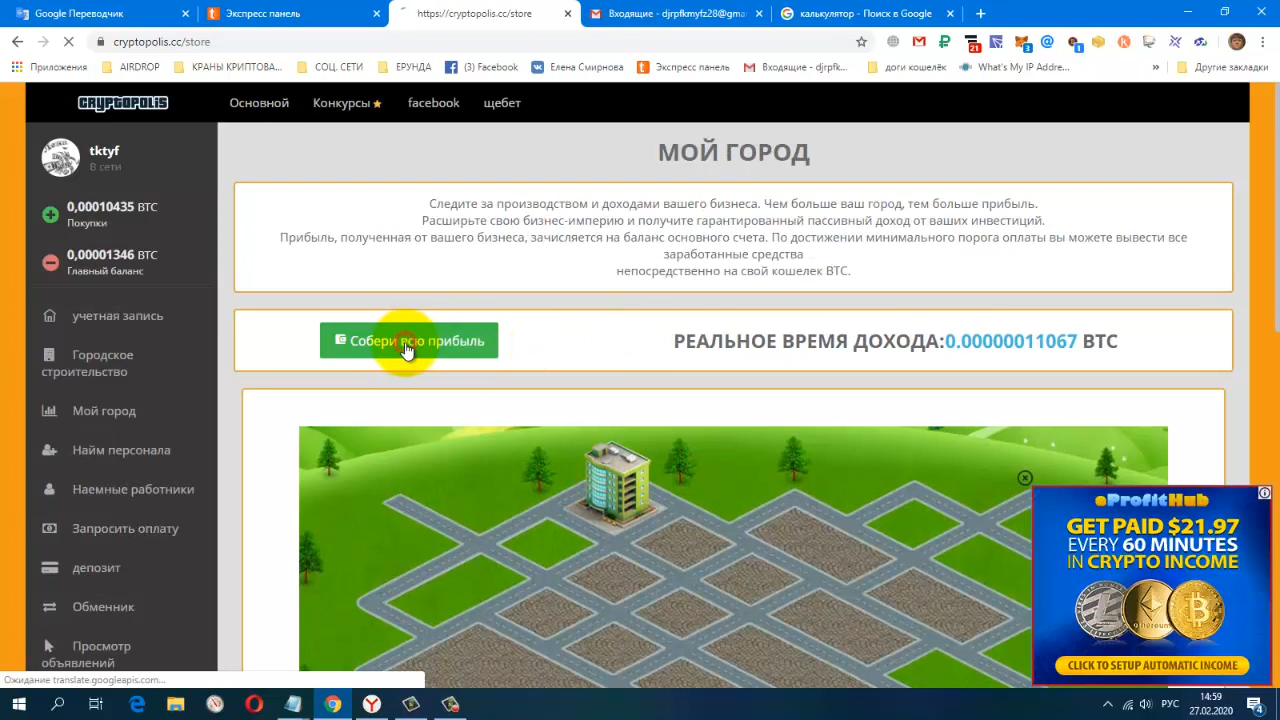 Google Переводчик
Экспресс панель
https://cryptopolis.cc/store
Входящие - djrpfkmyfz28@gma
калькулятор - Поиск в Google
cryptopolis.cc/store
21
3
1
Приложения
AIRDROP
КРАНЫ КРИПТОВА...
СОЦ. СЕТИ
ЕРУНДА
(3) Facebook
Елена Смирнова
Экспресс панель
Входящие - djrpfk...
доги кошелёк
What's My IP Addre...
»
Другие закладки
CRYPTOPOLIS
Основной
Конкурсы
facebook
щебет
tktyf
В сети
0,00010435 BTC
Покупки
0,00001346 BTC
Главный баланс
учетная запись
Городское
строительство
Мой город
Найм персонала
Наемные работники
Запросить оплату
депозит
Обменник
Просмотр
объявлений
МОЙ ГОРОД
Следите за производством и доходами вашего бизнеса. Чем больше ваш город, тем больше прибыль.
Расширьте свою бизнес-империю и получите гарантированный пассивный доход от ваших инвестиций.
Прибыль, полученная от вашего бизнеса, зачисляется на баланс основного счета. По достижении минимального порога оплаты вы можете вывести все
заработанные средства
непосредственно на свой кошелек BTC.
Собери всю прибыль
РЕАЛЬНОЕ ВРЕМЯ ДОХОДА:0.00000011067 BTC
eProfitHub
GET PAID $21.97
EVERY 60 MINUTES
IN CRYPTO INCOME
CLICK TO SETUP AUTOMATIC INCOME
Ожидание translate.googleapis.com...
РУС
14:59
27.02.2020
4